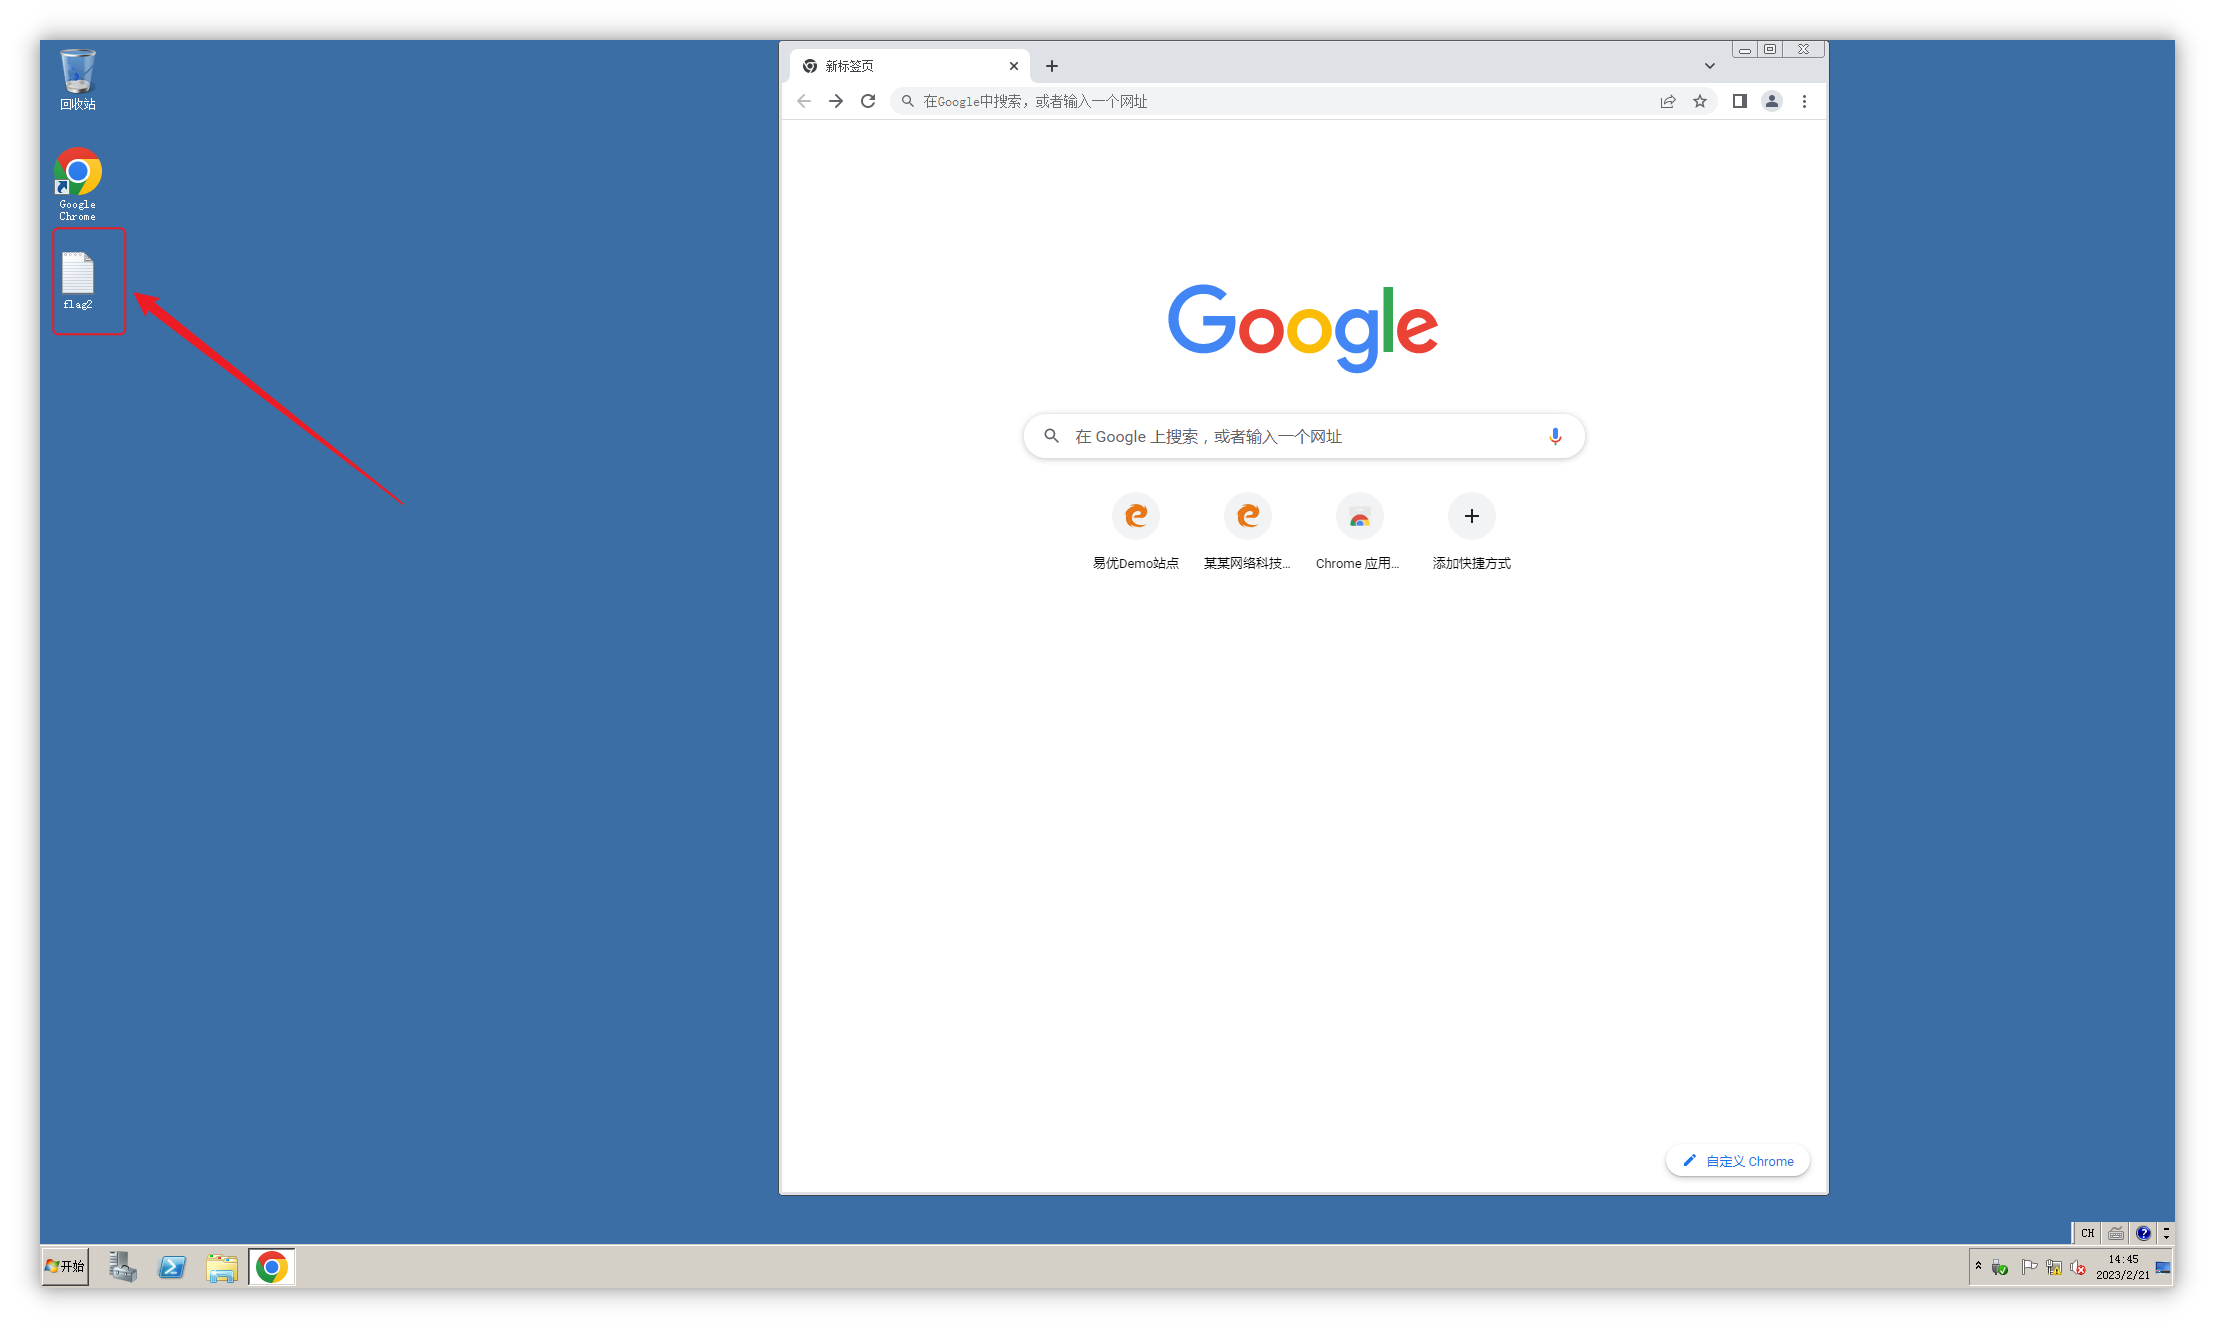 回收站
Google
Chrome
flag2
新标签页
在Google中搜索，或者输入一个网址
Google
在 Google 上搜索，或者输入一个网址
易优Demo站点
某某网络科技...
Chrome 应用...
添加快捷方式
自定义 Chrome
CH
开始
14:45
2023/2/21